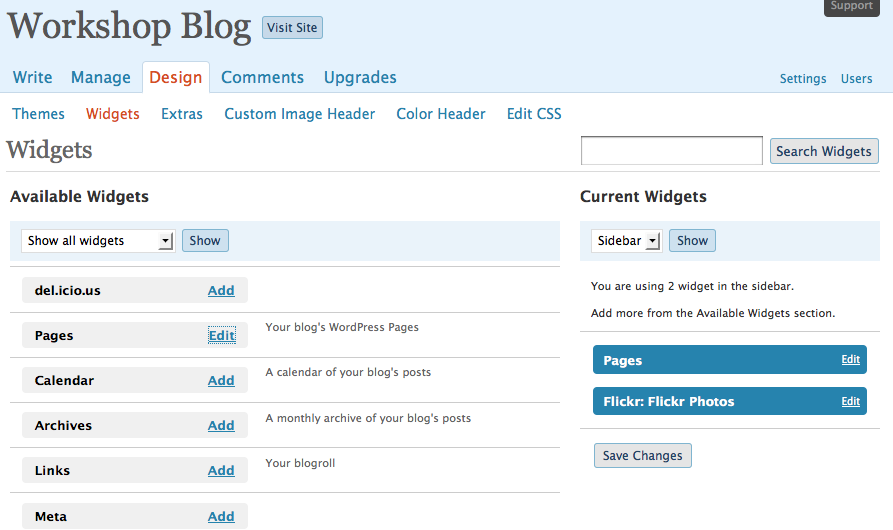 Support
Workshop Blog Visit Site
Write Manage Design Comments Upgrades Settings Users
Themes Widgets Extras Custom Image Header Color Header Edit CSS
Widgets Search Widgets
Available Widgets
Show all widgets Show
del.icio.us Add
Pages Edit Your blog's WordPress Pages
Calendar Add A calendar of your blog's posts
Archives Add A monthly archive of your blog's posts
Links Add Your blogroll
Meta Add
Current Widgets
Sidebar Show
You are using 2 widget in the sidebar.
Add more from the Available Widgets section.
Pages Edit
Flickr: Flickr Photos Edit
Save Changes